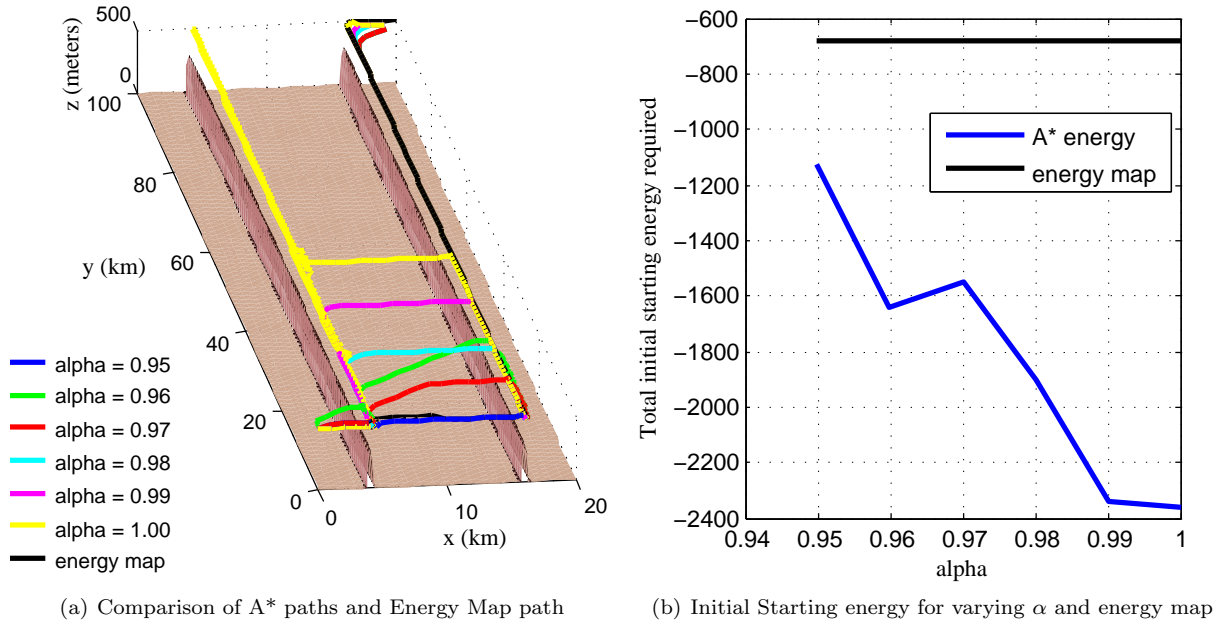 500
0
z (meters)
100
80
60
40
20
0
y (km)
0
10
20
x (km)
alpha = 0.95
alpha = 0.96
alpha = 0.97
alpha = 0.98
alpha = 0.99
alpha = 1.00
energy map
(a) Comparison of A* paths and Energy Map path
−600
−800
−1000
−1200
−1400
−1600
−1800
−2000
−2200
−2400
Total initial starting energy required
A* energy
energy map
0.94
0.95
0.96
0.97
0.98
0.99
1
alpha
(b) Initial Starting energy for varying α and energy map